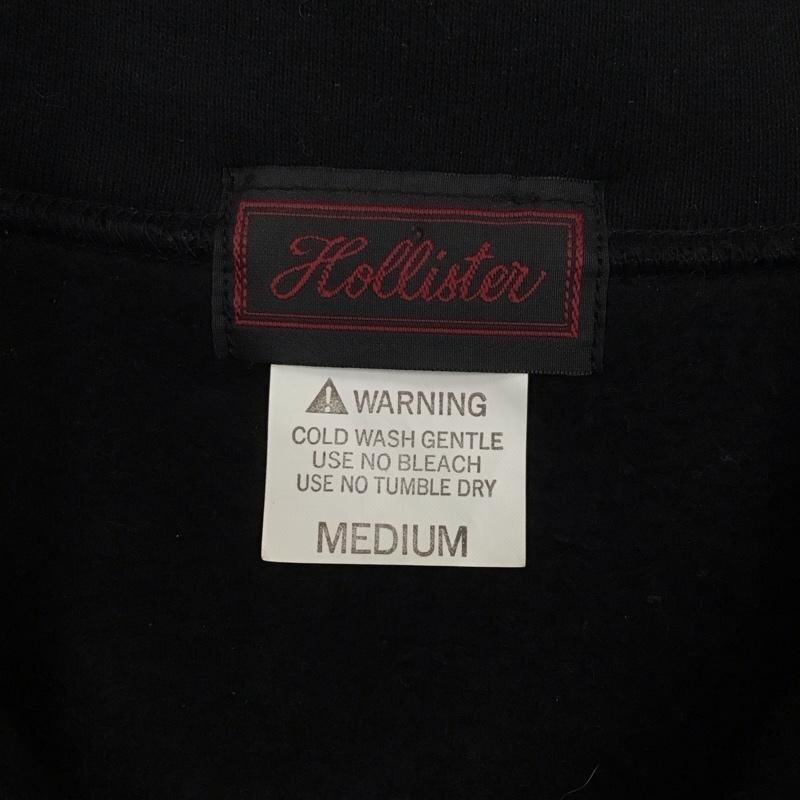 Hollister
WARNING
COLD WASH GENTLE
USE NO BLEACH
USE NO TUMBLE DRY
MEDIUM